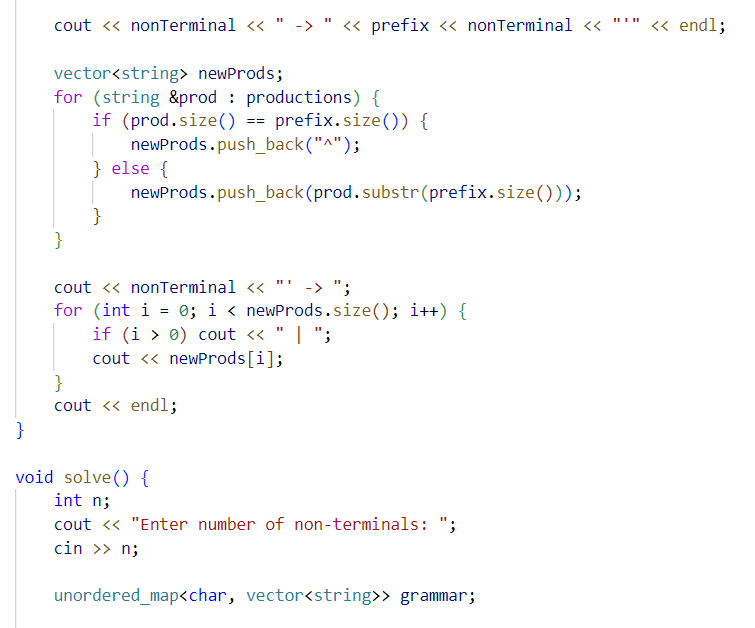 cout << nonTerminal << " -> " << prefix << nonTerminal << "'" << endl;
vector<string> newProds;
for (string &prod : productions) {
if (prod.size() == prefix.size()) {
newProds.push_back("^");
} else {
newProds.push_back(prod.substr(prefix.size()));
}
}
cout << nonTerminal << "' -> ";
for (int i = 0; i < newProds.size(); i++) {
if (i > 0) cout << " | ";
cout << newProds[i];
}
cout << endl;
}
void solve() {
int n;
cout << "Enter number of non-terminals: ";
cin >> n;
unordered_map<char, vector<string>> grammar;